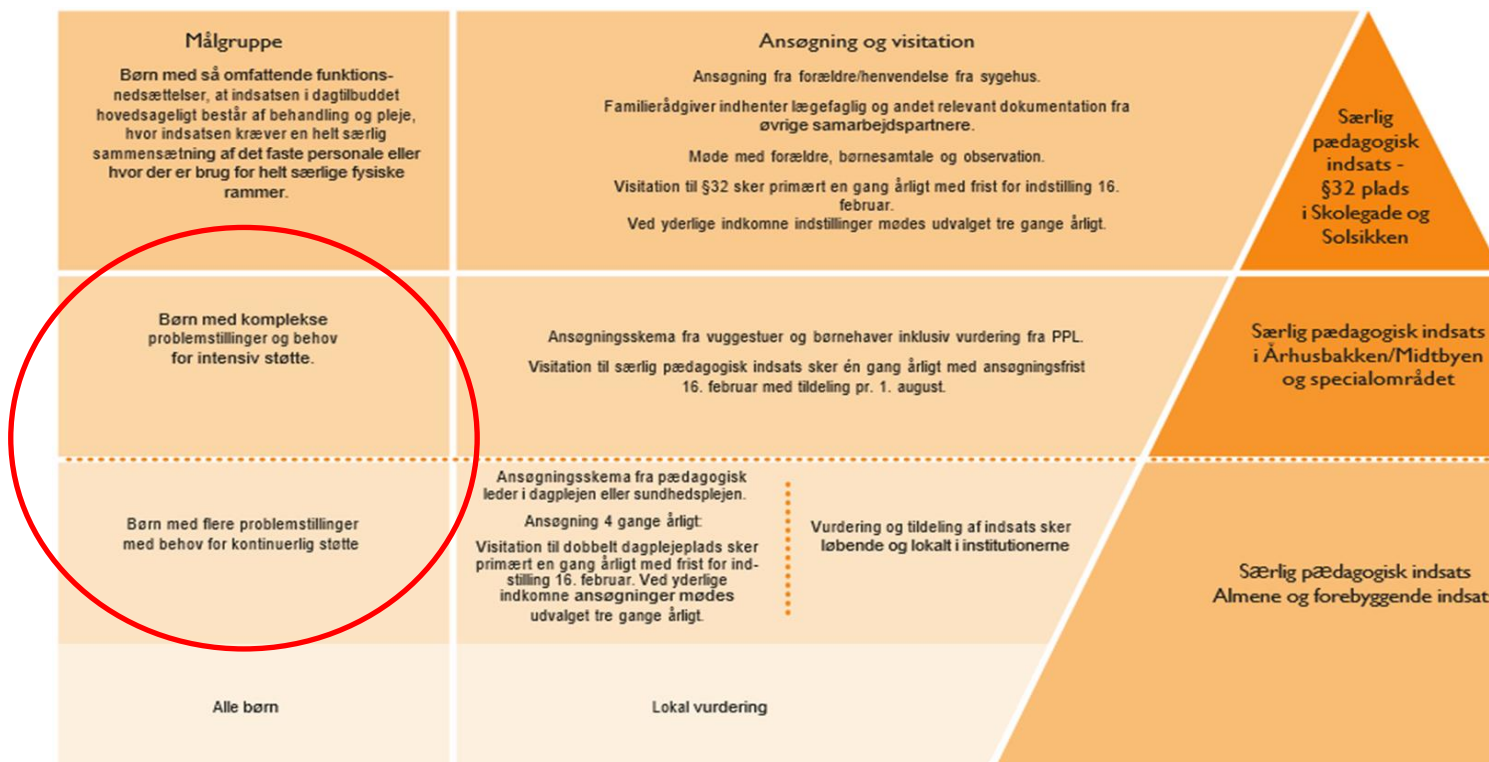 Målgruppe
Børn med så omfattende funktions-
nedsættelser, at indsatsen i dagtilbuddet
hovedsageligt består af behandling og pleje,
hvor indsatsen kræver en helt særlig
sammensætning af det faste personale eller
hvor der er brug for helt særlige fysiske
rammer.
Ansøgning og visitation
Ansøgning fra forældre/henvendelse fra sygehus.
Familierådgiver indhenter lægefaglig og andet relevant dokumentation fra
øvrige samarbejdspartnere.
Møde med forældre, børnesamtale og observation.
Visitation til §32 sker primært en gang årligt med frist for indstilling 16.
februar.
Ved yderlige indkomne indstillinger mødes udvalget tre gange årligt.
Særlig
pædagogisk
indsats -
§32 plads
i Skolegade og
Solsikken
Børn med komplekse
problemstillinger og behov
for intensiv støtte.
Ansøgningsskema fra vuggestuer og børnehaver inklusiv vurdering fra PPL.
Visitation til særlig pædagogisk indsats sker én gang årligt med ansøgningsfrist
16. februar med tildeling pr. 1. august.
Særlig pædagogisk indsats
i Århusbakken/Midtbyen
og specialområdet
Børn med flere problemstillinger
med behov for kontinuerlig støtte
Ansøgningsskema fra pædagogisk
leder i dagplejen eller sundhedsplejen.
Ansøgning 4 gange årligt:
Visitation til dobbelt dagplejeplads sker
primært en gang årligt med frist for ind-
stilling 16. februar. Ved yderlige
indkomne ansøgninger mødes
udvalget tre gange årligt.
Vurdering og tildeling af indsats sker
løbende og lokalt i institutionerne
Særlig pædagogisk indsats
Almene og forebyggende indsat
Alle børn
Lokal vurdering